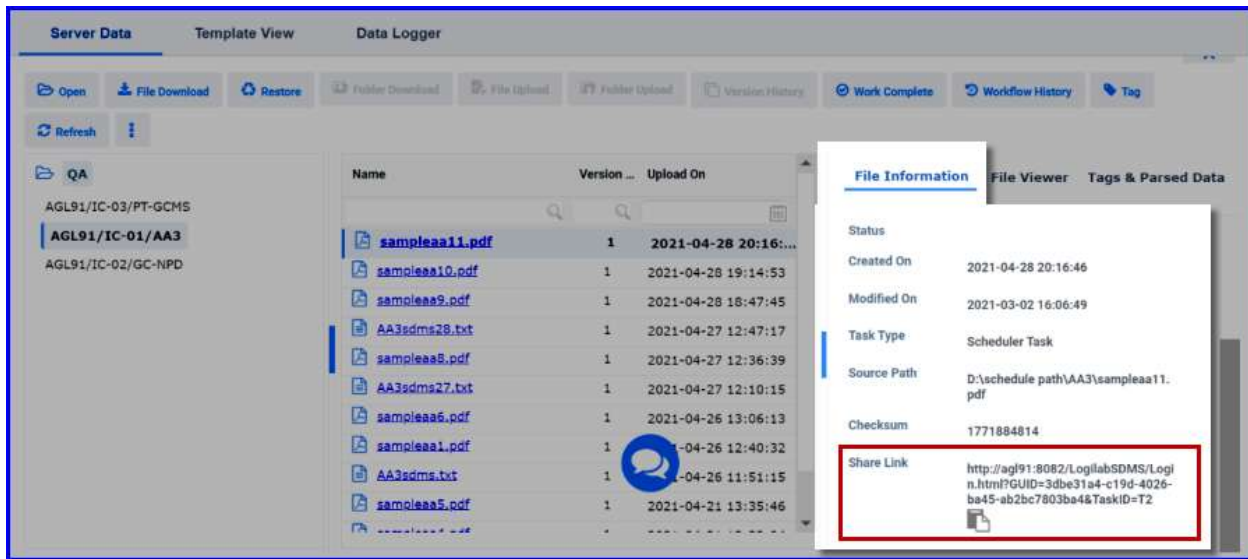 Server Data Template View Data Logger
Open File Download Restore Folder Download File Upload Folder Upload Version History Work Complete Workflow History Tag
Refresh
QA
AGL91/IC-03/PT-GCMS
AGL91/IC-01/AA3
AGL91/IC-02/GC-NPD
Name Version ... Upload On
sampleaa11.pdf 1 2021-04-28 20:16:...
sampleaa10.pdf 1 2021-04-28 19:14:53
sampleaa9.pdf 1 2021-04-28 18:47:45
AA3sdms28.txt 1 2021-04-27 12:47:17
sampleaa8.pdf 1 2021-04-27 12:36:39
AA3sdms27.txt 1 2021-04-27 12:10:15
sampleaa6.pdf 1 2021-04-26 13:06:13
sampleaa1.pdf 1 -04-26 12:40:32
AA3sdms.txt 1 -04-26 11:51:15
sampleaa5.pdf 1 2021-04-21 13:35:46
File Information File Viewer Tags & Parsed Data
Status
Created On 2021-04-28 20:16:46
Modified On 2021-03-02 16:06:49
Task Type Scheduler Task
Source Path D:\schedule path\AA3\sampleaa11.
pdf
Checksum 1771884814
Share Link http://agl91:8082/LogilabSDMS/Logi
n.html?GUID=3dbe31a4-c19d-4026-
ba45-ab2bc7803ba4&TaskID=T2